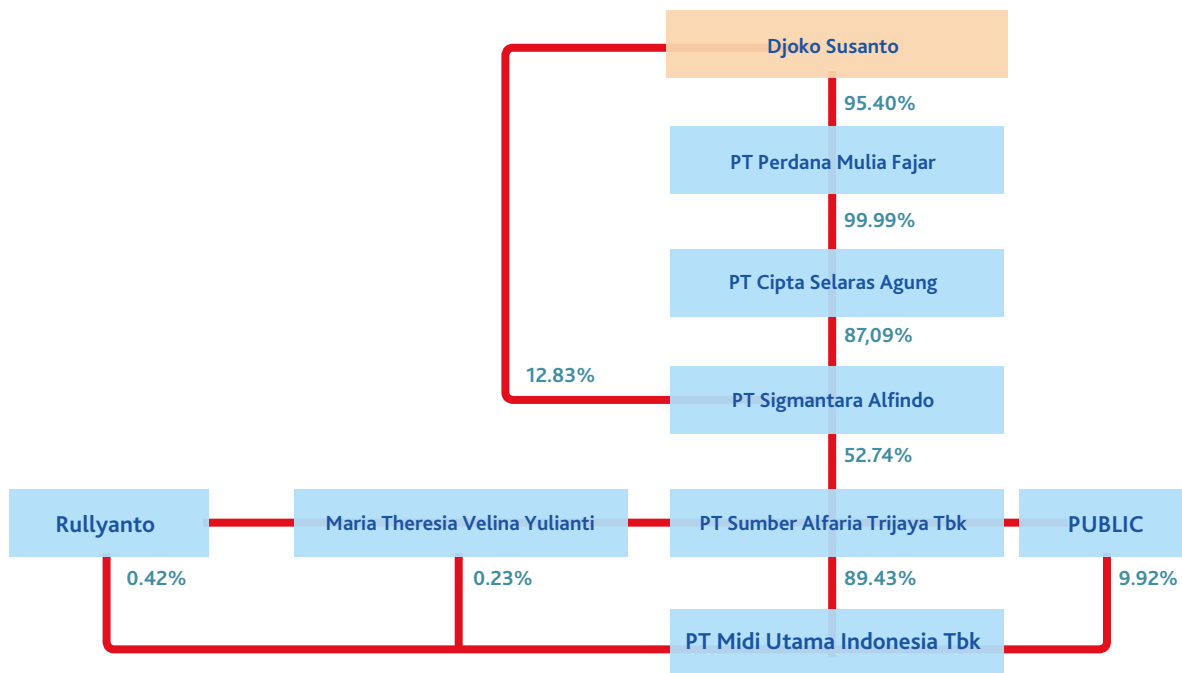 Djoko Susanto
95.40%
PT Perdana Mulia Fajar
99.99%
PT Cipta Selaras Agung
87,09%
12.83%
PT Sigmantara Alfindo
52.74%
Rullyanto
Maria Theresia Velina Yulianti
PT Sumber Alfaria Trijaya Tbk
PUBLIC
0.42%
0.23%
89.43%
9.92%
PT Midi Utama Indonesia Tbk